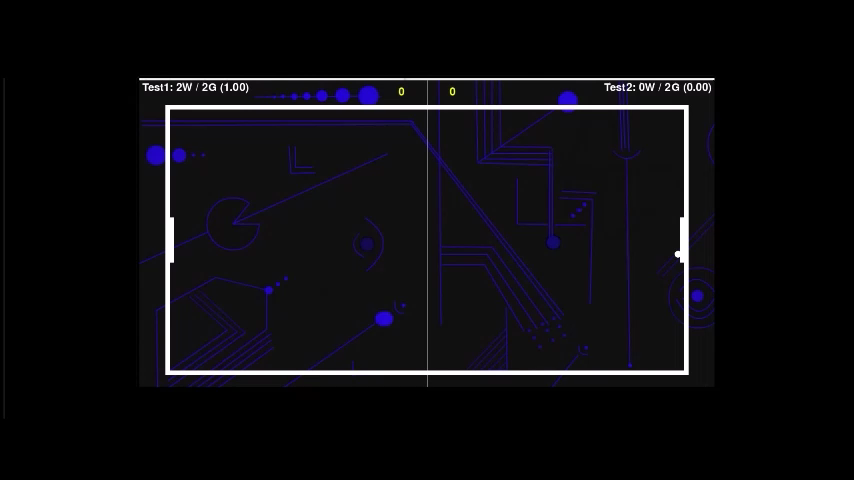 Test1: 2W / 2G (1.00)
0
0
Test2: 0W / 2G (0.00)